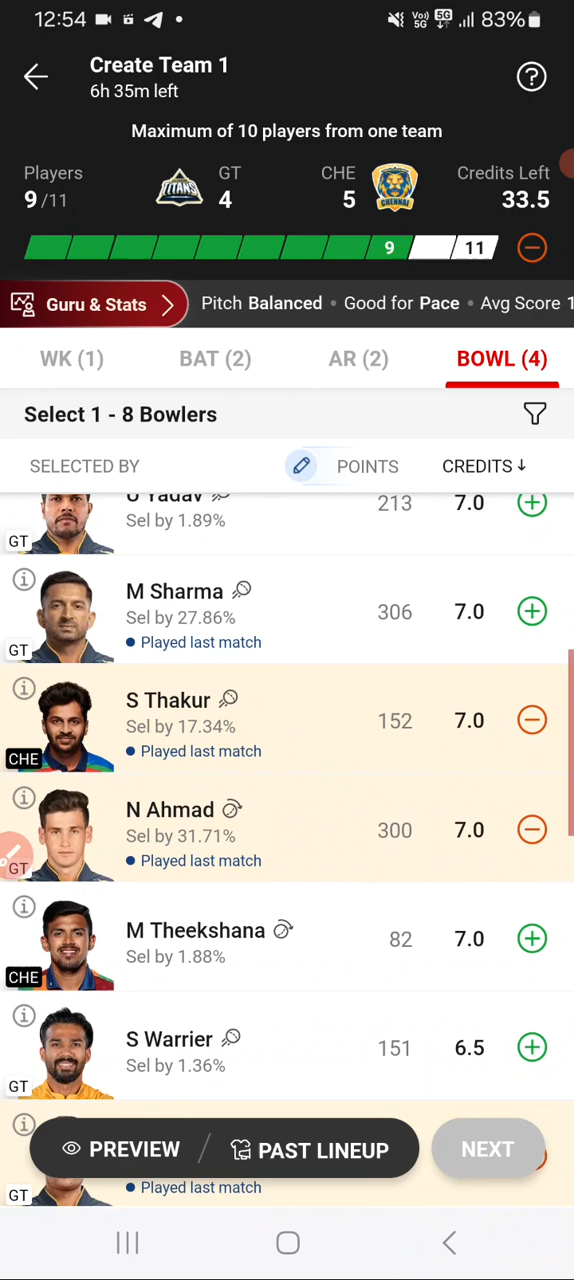 12:54 Vo)) 5G 5G 83%
Create Team 1
6h 35m left
Maximum of 10 players from one team
Players GT CHE Credits Left
9/11 TITANS 4 5 CHENNAI 33.5
9 11
Guru & Stats Pitch Balanced • Good for Pace • Avg Score 1
WK (1) BAT (2) AR (2) BOWL (4)
Select 1 - 8 Bowlers
SELECTED BY POINTS CREDITS ↓
U Yadav
Sel by 1.89% 213 7.0
GT
M Sharma
Sel by 27.86% 306 7.0
Played last match
GT
S Thakur
Sel by 17.34% 152 7.0
Played last match
CHE
N Ahmad
Sel by 31.71% 300 7.0
Played last match
GT
M Theekshana
Sel by 1.88% 82 7.0
CHE
S Warrier
Sel by 1.36% 151 6.5
GT
PREVIEW / PAST LINEUP NEXT
Played last match
GT